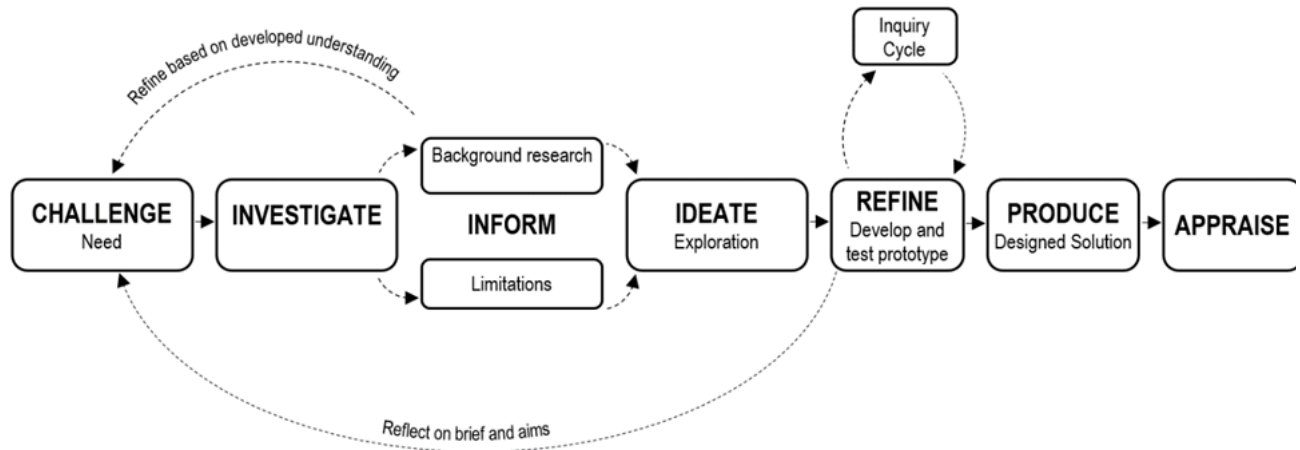 Refine based on developed understanding
Inquiry
Cycle
Background research
CHALLENGE
Need
INVESTIGATE
INFORM
IDEATE
Exploration
REFINE
Develop and
test prototype
PRODUCE
Designed Solution
APPRAISE
Limitations
Reflect on brief and aims